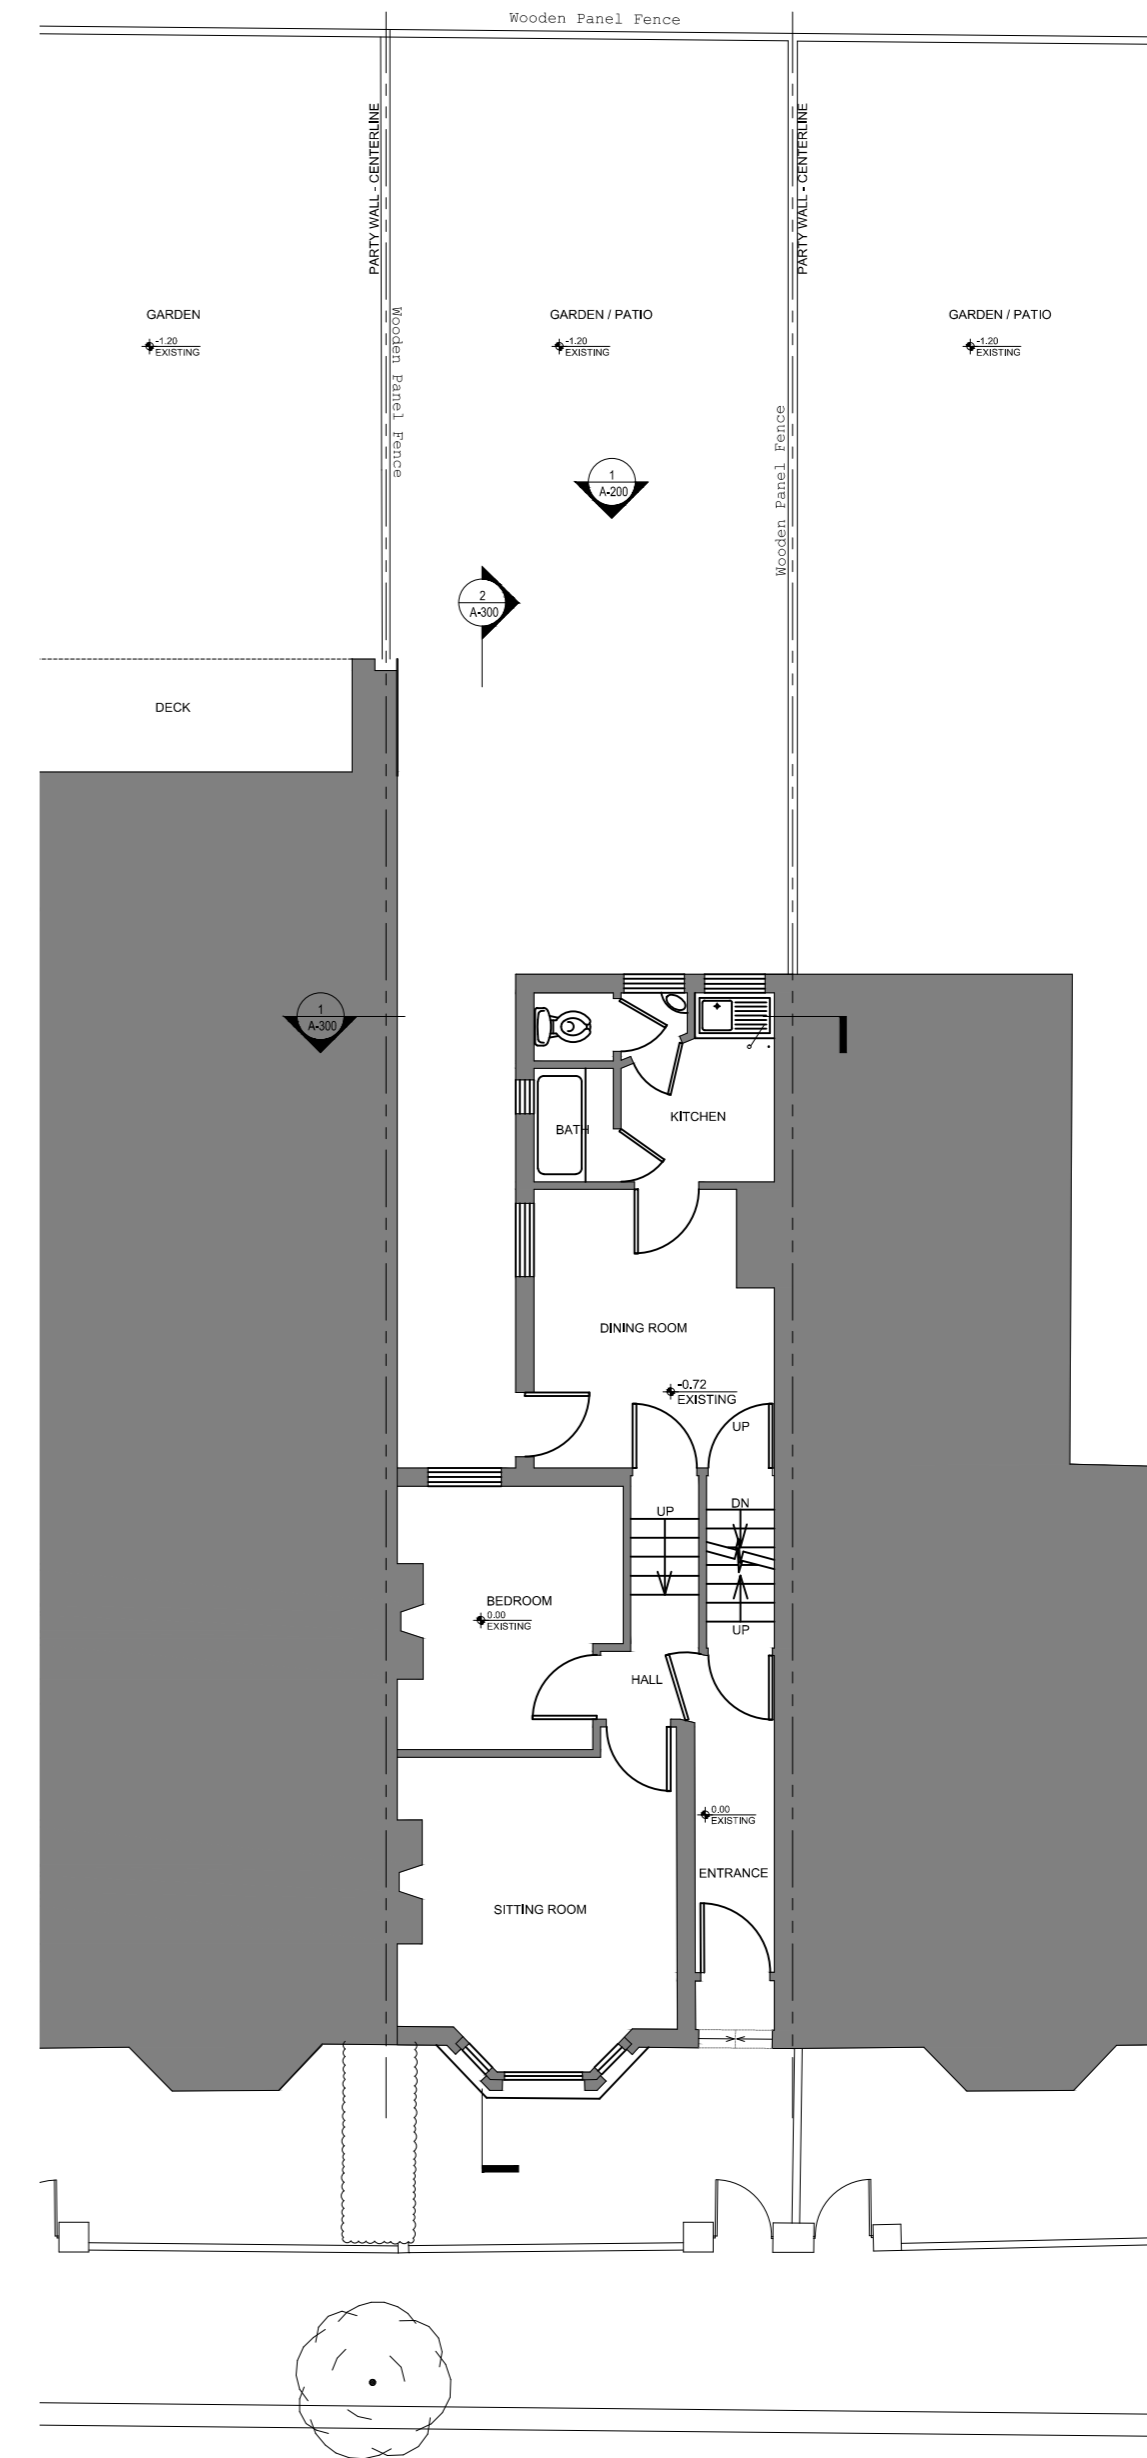 Wooden Panel Fence
PARTY WALL - CENTERLINE
PARTY WALL - CENTERLINE
GARDEN
-1.20
EXISTING
Wooden Panel Fence
GARDEN / PATIO
-1.20
EXISTING
GARDEN / PATIO
-1.20
EXISTING
Wooden Panel Fence
1
A-200
2
A-300
DECK
1
A-300
KITCHEN
BATH
DINING ROOM
-0.72
EXISTING
UP
DN
UP
BEDROOM
0.00
EXISTING
UP
HALL
0.00
EXISTING
ENTRANCE
SITTING ROOM